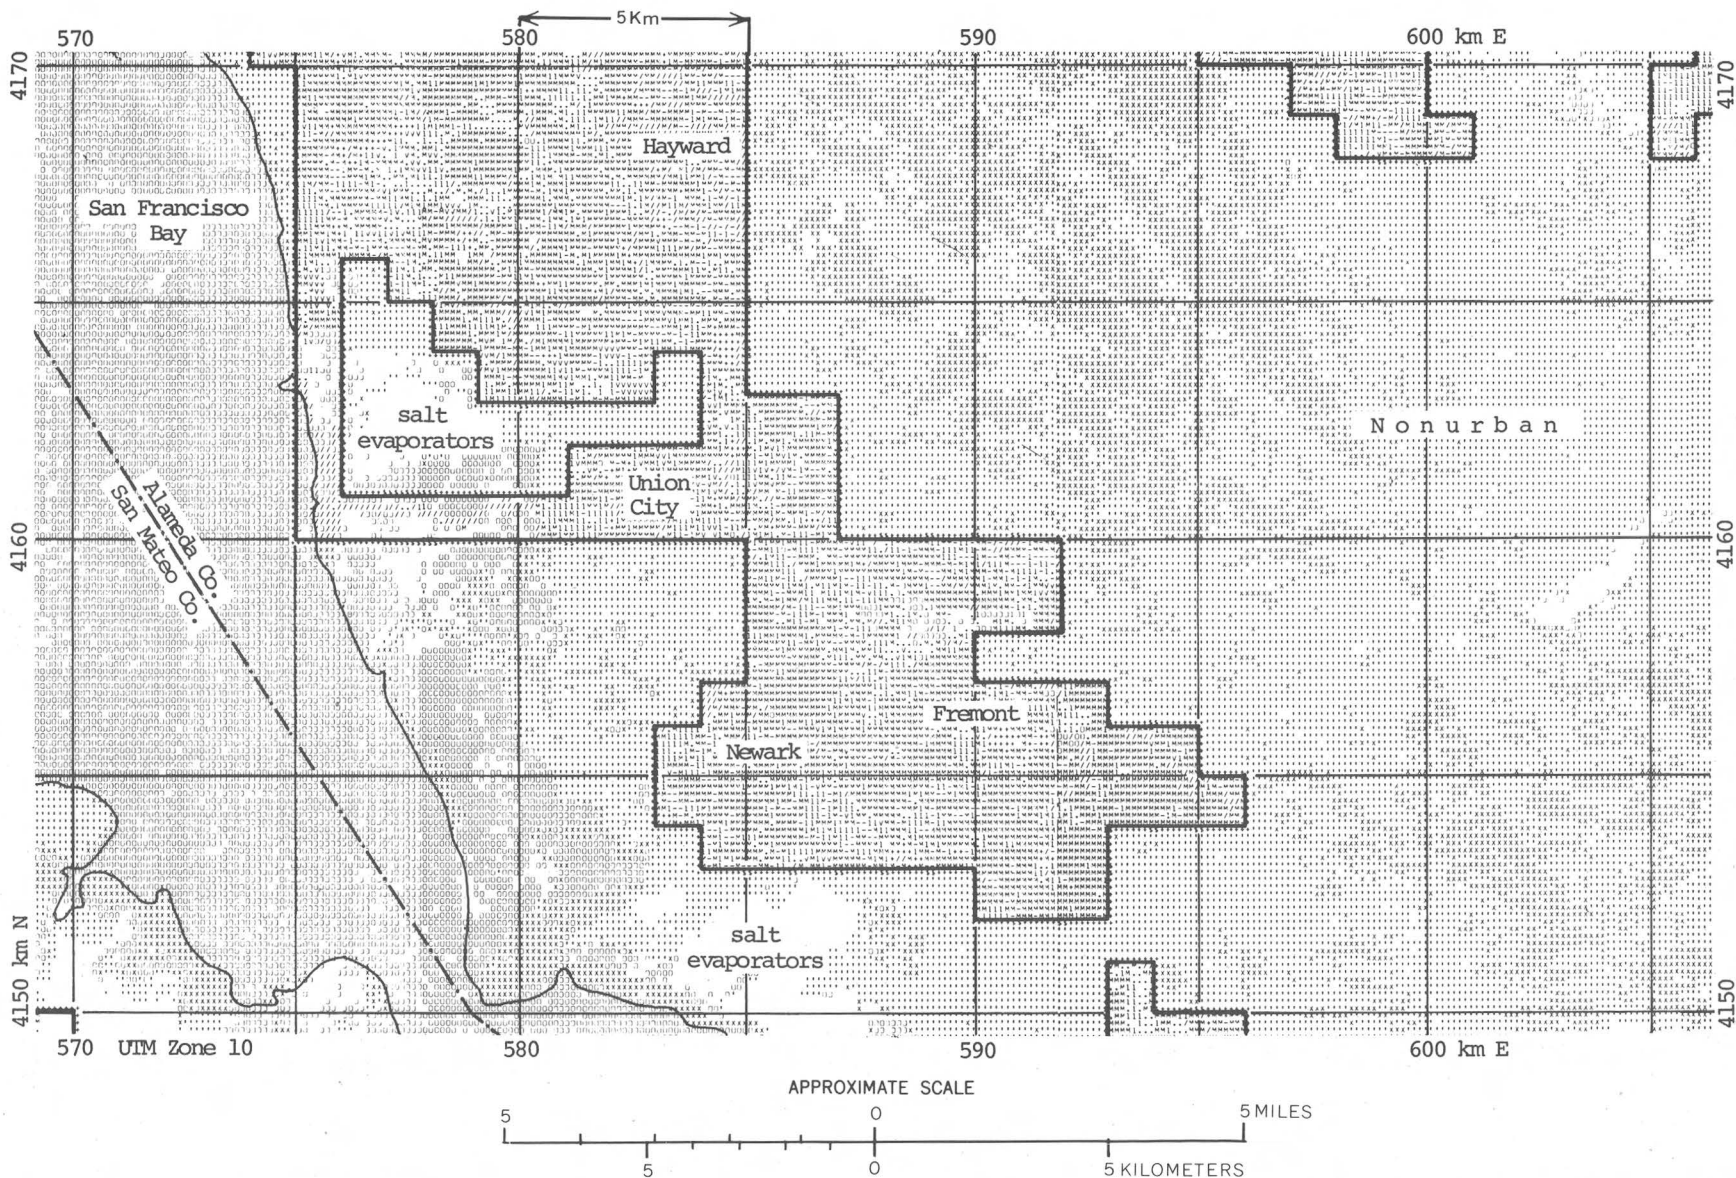 5 Km
570
580
590
600 km E
4170
4170
Hayward
San Francisco
Bay
salt
evaporators
Nonurban
Union
City
4160
4160
Alameda Co.
San Mateo Co.
Fremont
Newark
salt
evaporators
4150 km N
4150
570 UTM Zone 10
580
590
600 km E
APPROXIMATE SCALE
5 0 5 MILES
5 0 5 KILOMETERS